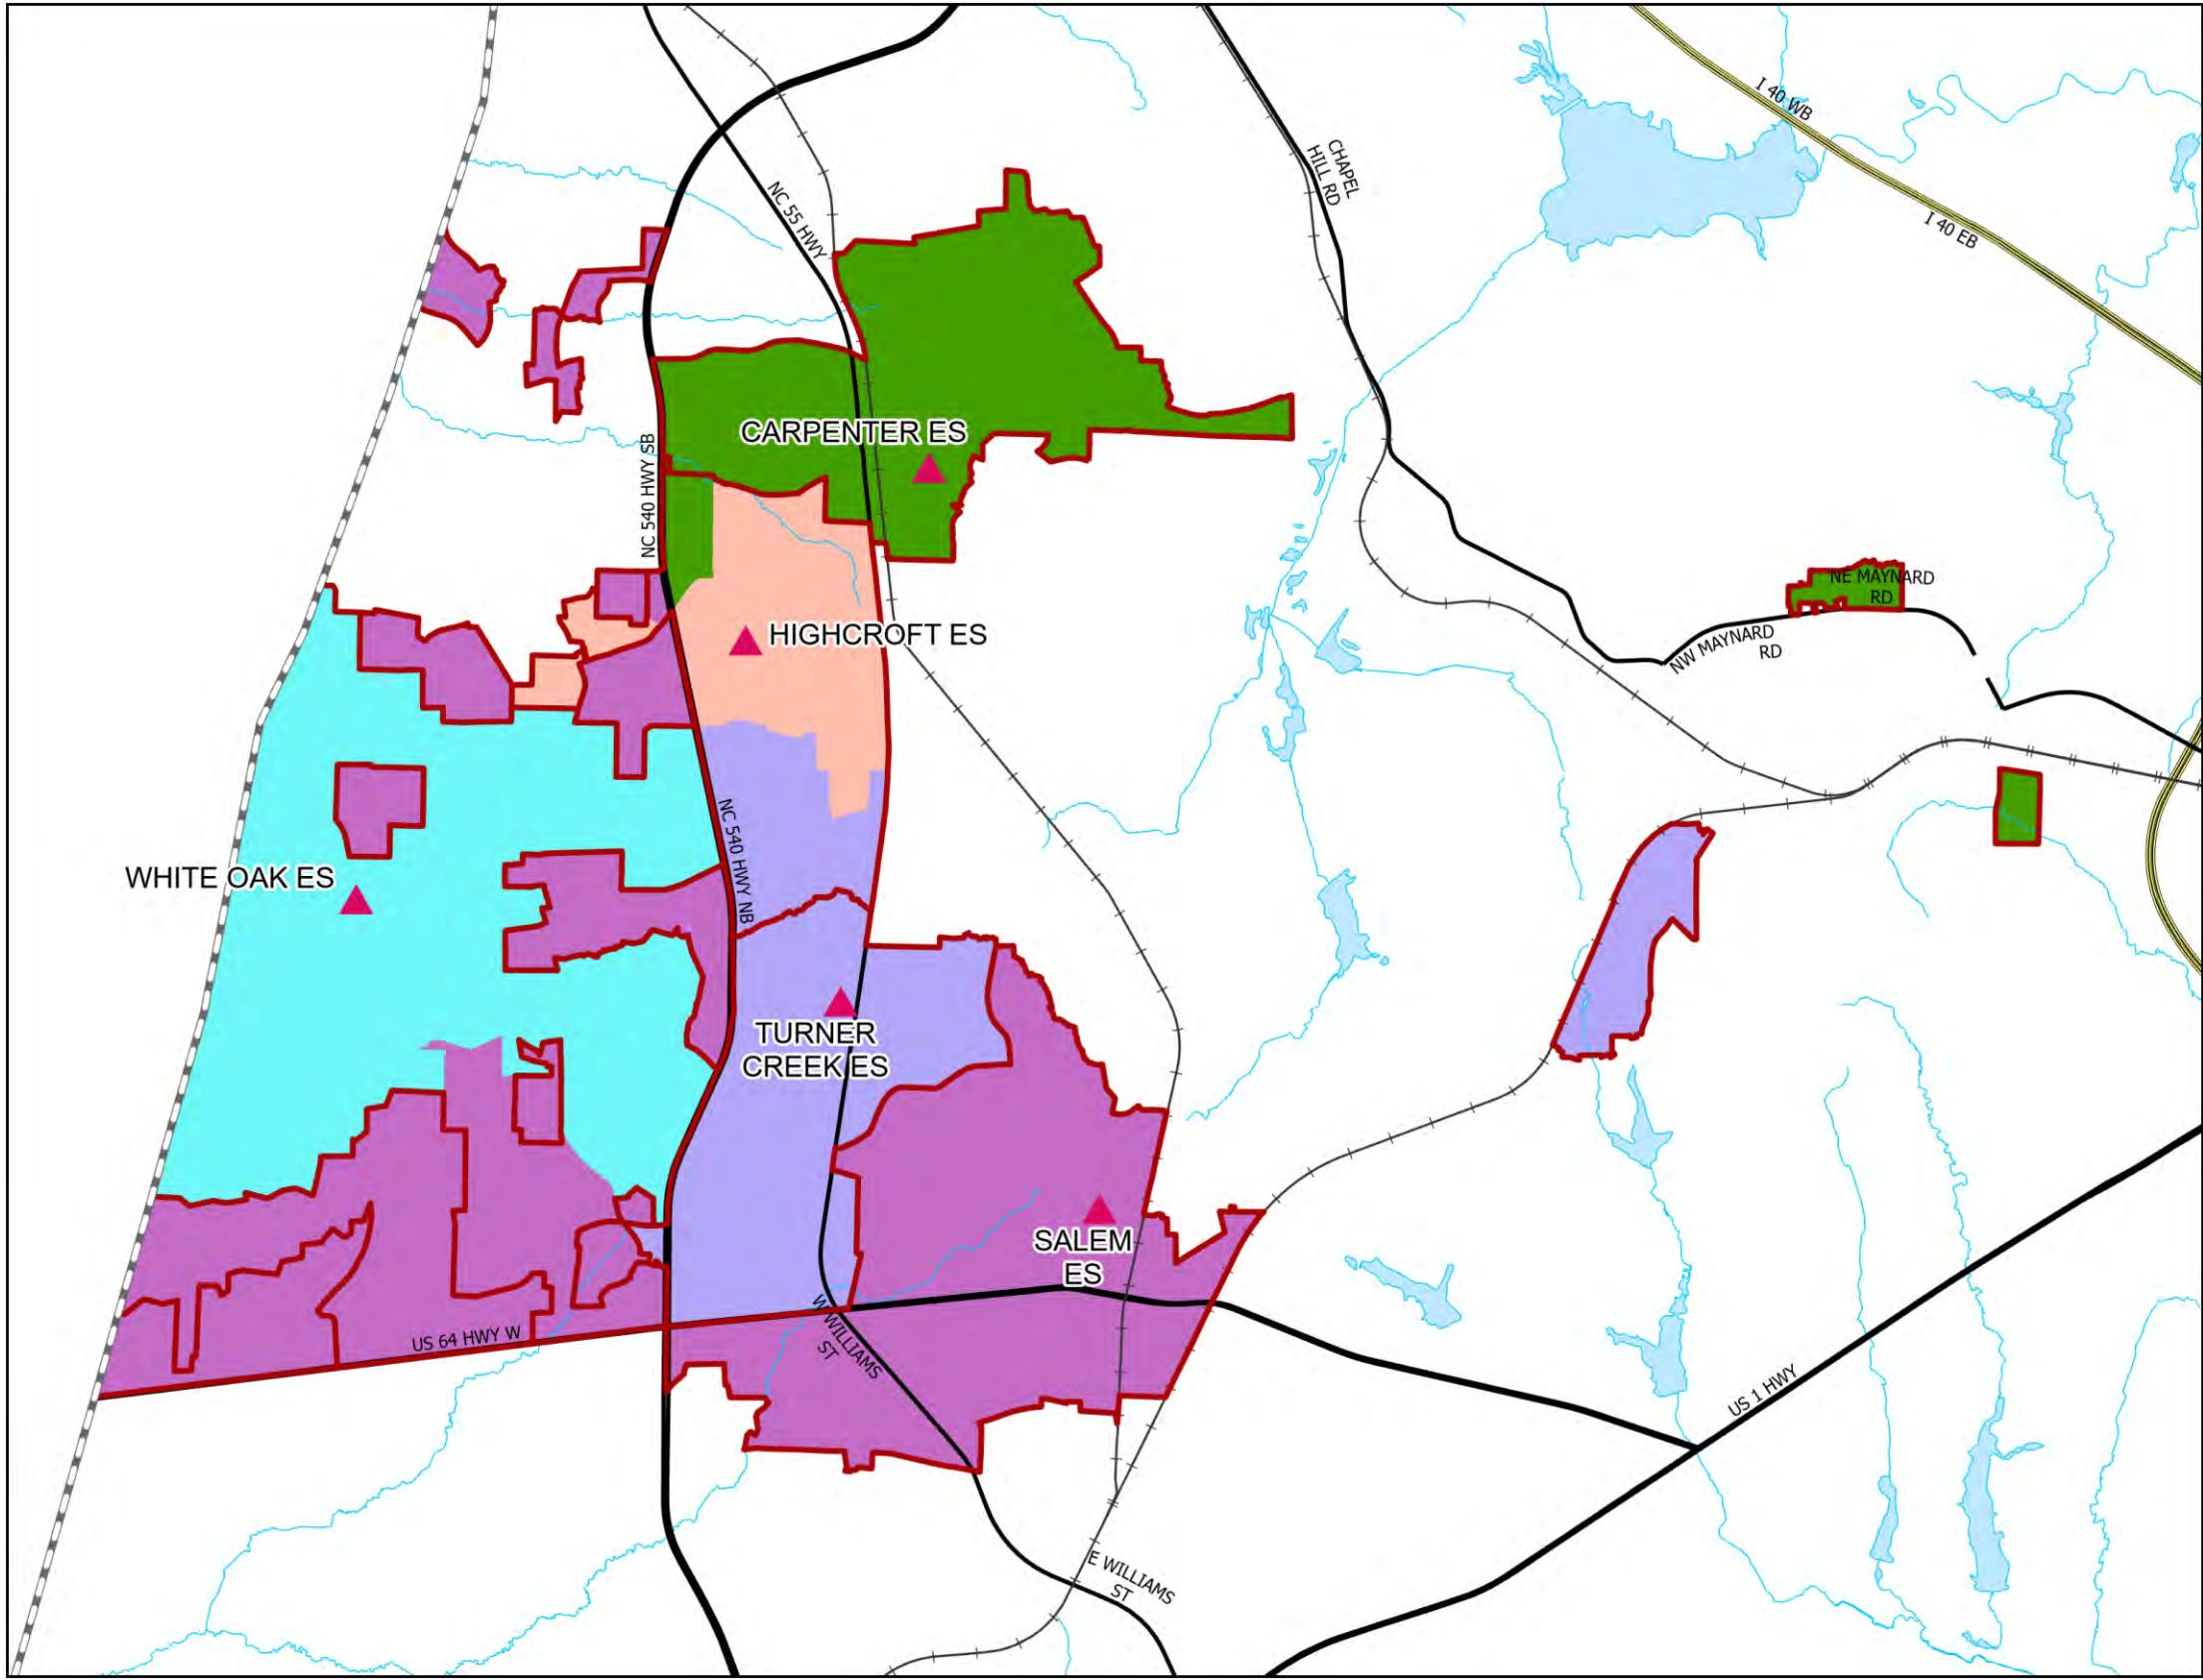 I 40 WB
CHAPEL
HILL RD
NC 55 HWY
I 40 EB
CARPENTER ES
NC 540 HWY SB
NE MAYNARD
RD
HIGHCROFT ES
NW MAYNARD
RD
NC 540 HWY NB
WHITE OAK ES
TURNER
CREEK ES
SALEM
ES
US 64 HWY W
W WILLIAMS
ST
US 1 HWY
E WILLIAMS
ST